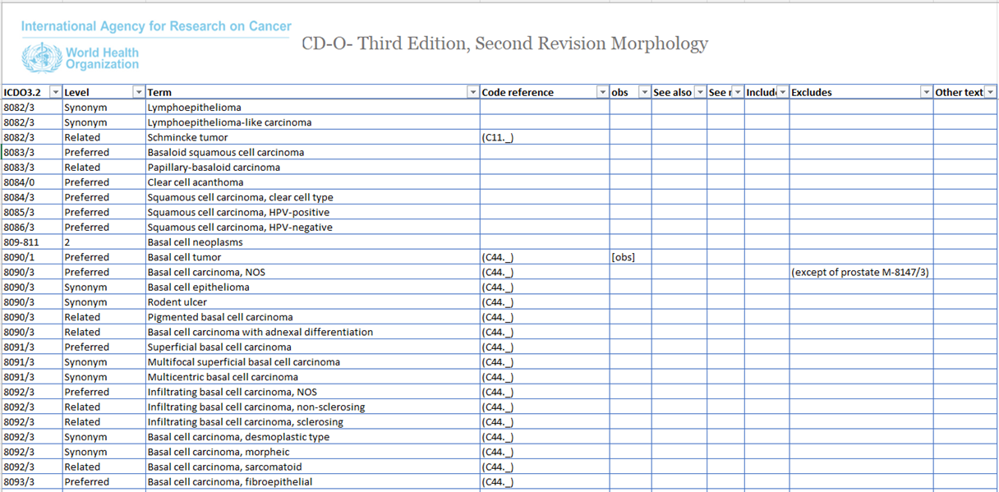 International Agency for Research on Cancer
World Health
Organization
CD-O- Third Edition, Second Revision Morphology
ICDO3.2 Level Term Code reference obs See also See r Include Excludes Other text
8082/3 Synonym Lymphoepithelioma
8082/3 Synonym Lymphoepithelioma-like carcinoma
8082/3 Related Schmincke tumor (C11._)
8083/3 Preferred Basaloid squamous cell carcinoma
8083/3 Related Papillary-basaloid carcinoma
8084/0 Preferred Clear cell acanthoma
8084/3 Preferred Squamous cell carcinoma, clear cell type
8085/3 Preferred Squamous cell carcinoma, HPV-positive
8086/3 Preferred Squamous cell carcinoma, HPV-negative
809-811 2 Basal cell neoplasms
8090/1 Preferred Basal cell tumor (C44._) [obs]
8090/3 Preferred Basal cell carcinoma, NOS (C44._) (except of prostate M-8147/3)
8090/3 Synonym Basal cell epithelioma (C44._)
8090/3 Synonym Rodent ulcer (C44._)
8090/3 Related Pigmented basal cell carcinoma (C44._)
8090/3 Related Basal cell carcinoma with adnexal differentiation (C44._)
8091/3 Preferred Superficial basal cell carcinoma (C44._)
8091/3 Synonym Multifocal superficial basal cell carcinoma (C44._)
8091/3 Synonym Multicentric basal cell carcinoma (C44._)
8092/3 Preferred Infiltrating basal cell carcinoma, NOS (C44._)
8092/3 Related Infiltrating basal cell carcinoma, non-sclerosing (C44._)
8092/3 Related Infiltrating basal cell carcinoma, sclerosing (C44._)
8092/3 Synonym Basal cell carcinoma, desmoplastic type (C44._)
8092/3 Synonym Basal cell carcinoma, morpheic (C44._)
8092/3 Related Basal cell carcinoma, sarcomatoid (C44._)
8093/3 Preferred Basal cell carcinoma, fibroepithelial (C44._)